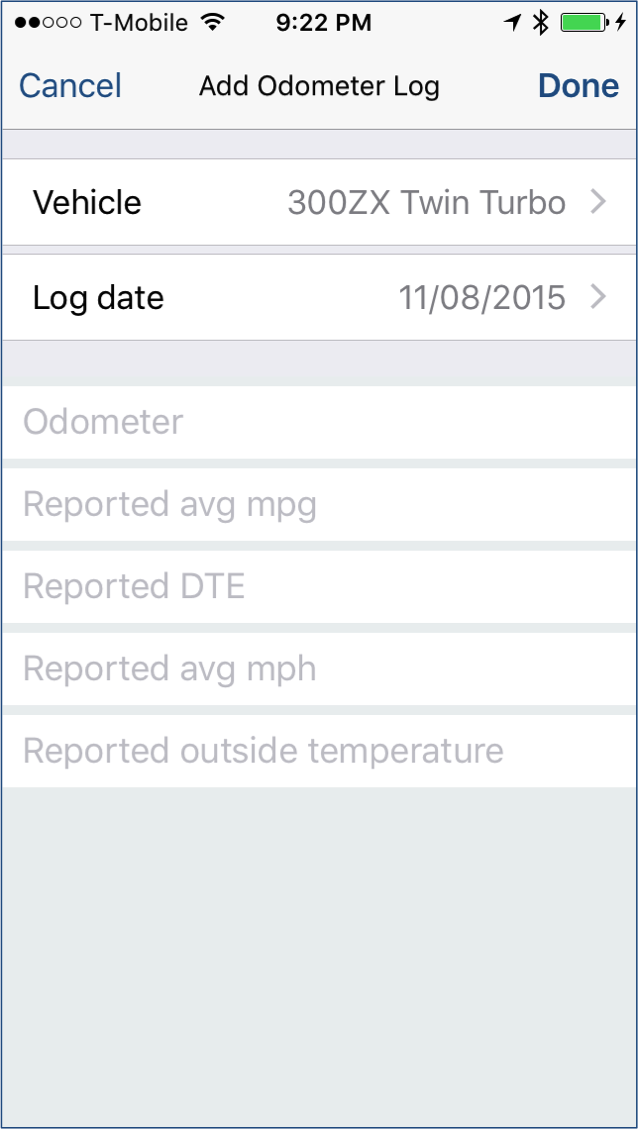 T-Mobile 9:22 PM
Cancel Add Odometer Log Done
Vehicle 300ZX Twin Turbo
Log date 11/08/2015
Odometer
Reported avg mpg
Reported DTE
Reported avg mph
Reported outside temperature